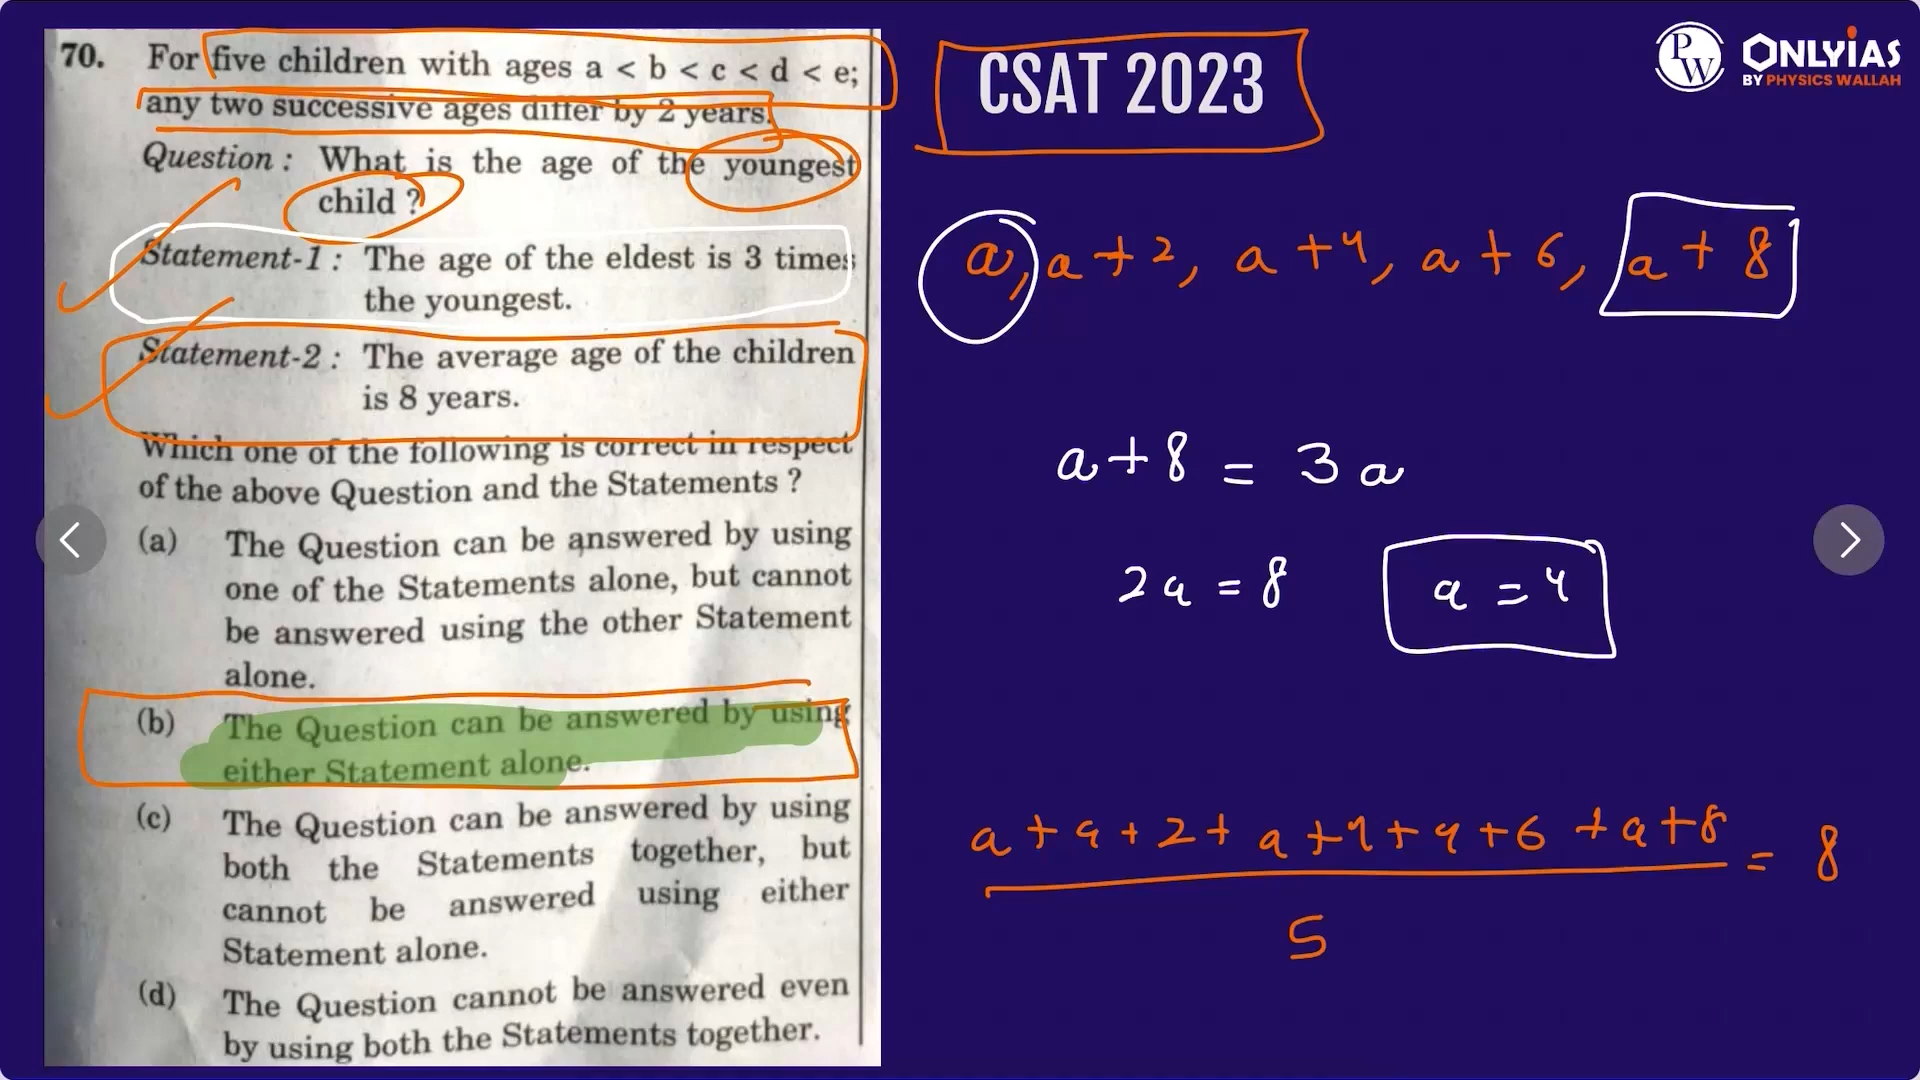 70. For five children with ages a < b < c < d < e;
any two successive ages differ by 2 years.
Question : What is the age of the youngest
child ?
Statement-1 : The age of the eldest is 3 times
the youngest.
Statement-2 : The average age of the children
is 8 years.
Which one of the following is correct in respect
of the above Question and the Statements ?
(a) The Question can be answered by using
one of the Statements alone, but cannot
be answered using the other Statement
alone.
(b) The Question can be answered by using
either Statement alone.
(c) The Question can be answered by using
both the Statements together, but
cannot be answered using either
Statement alone.
(d) The Question cannot be answered even
by using both the Statements together.
CSAT 2023
PW ONLYIAS
BY PHYSICS WALLAH
a, a + 2, a + 4, a + 6, a + 8
a + 8 = 3 a
2a = 8 a = 4
a + a + 2 + a + 4 + a + 6 + a + 8 = 8
5